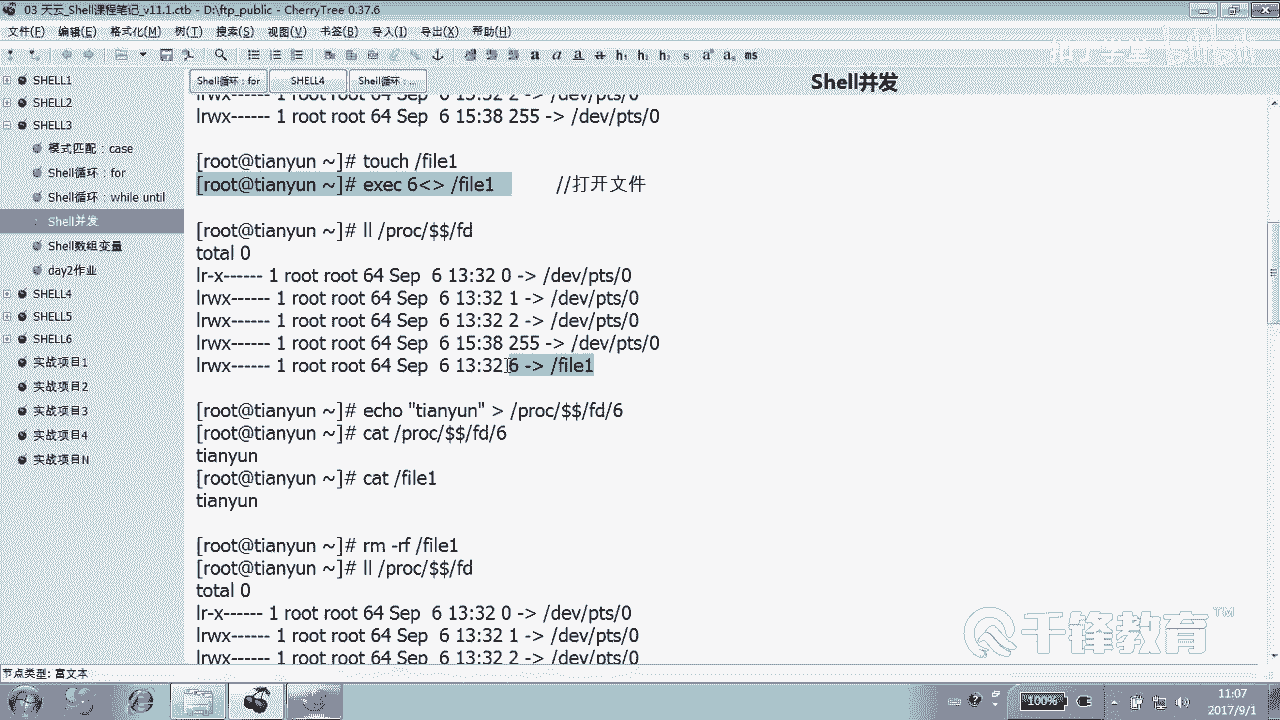 03 天云_Shell课程笔记_v11.1.ctb - D:\ftp_public - CherryTree 0.37.6
文件(F) 编辑(E) 格式化(M) 树(T) 搜索(S) 视图(V) 书签(B) 导入(I) 导出(X) 帮助(H)
a a a a h₁ h₂ h₃ s aª aₐ ms
SHELL1
SHELL2
SHELL3
模式匹配：case
Shell循环：for
Shell循环：while until
Shell并发
Shell数组变量
day2作业
SHELL4
SHELL5
SHELL6
实战项目1
实战项目2
实战项目3
实战项目4
实战项目N
Shell循环：for SHELL4 Shell循环：...
Shell并发
lrwx------ 1 root root 64 Sep 6 15:32 2 -> /dev/pts/0
lrwx------ 1 root root 64 Sep 6 15:38 255 -> /dev/pts/0
[root@tianyun ~]# touch /file1
[root@tianyun ~]# exec 6<> /file1 //打开文件
[root@tianyun ~]# ll /proc/$$/fd
total 0
lr-x------ 1 root root 64 Sep 6 13:32 0 -> /dev/pts/0
lrwx------ 1 root root 64 Sep 6 13:32 1 -> /dev/pts/0
lrwx------ 1 root root 64 Sep 6 13:32 2 -> /dev/pts/0
lrwx------ 1 root root 64 Sep 6 15:38 255 -> /dev/pts/0
lrwx------ 1 root root 64 Sep 6 13:32 6 -> /file1
[root@tianyun ~]# echo "tianyun" > /proc/$$/fd/6
[root@tianyun ~]# cat /proc/$$/fd/6
tianyun
[root@tianyun ~]# cat /file1
tianyun
[root@tianyun ~]# rm -rf /file1
[root@tianyun ~]# ll /proc/$$/fd
total 0
lr-x------ 1 root root 64 Sep 6 13:32 0 -> /dev/pts/0
lrwx------ 1 root root 64 Sep 6 13:32 1 -> /dev/pts/0
lrwx------ 1 root root 64 Sep 6 13:32 2 -> /dev/pts/0
千锋教育™
节点类型: 富文本
100%
11:07
2017/9/1